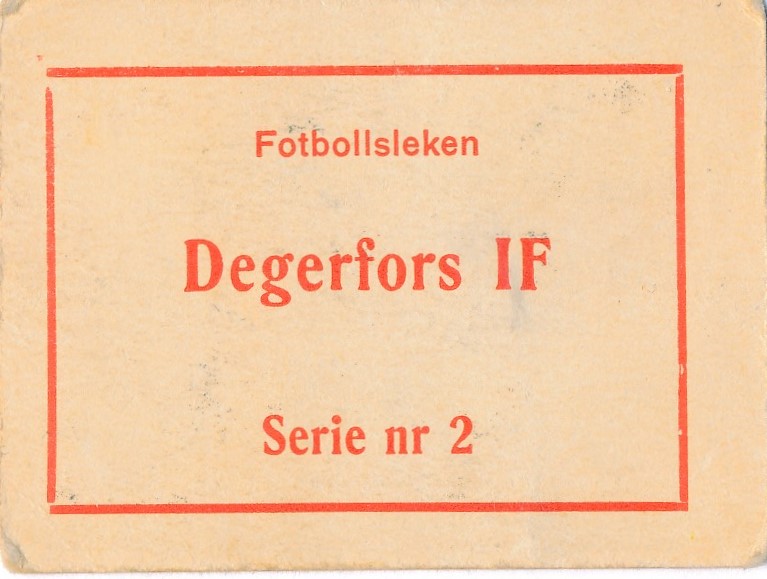 Fotbollsleken
Degerfors IF
Serie nr 2